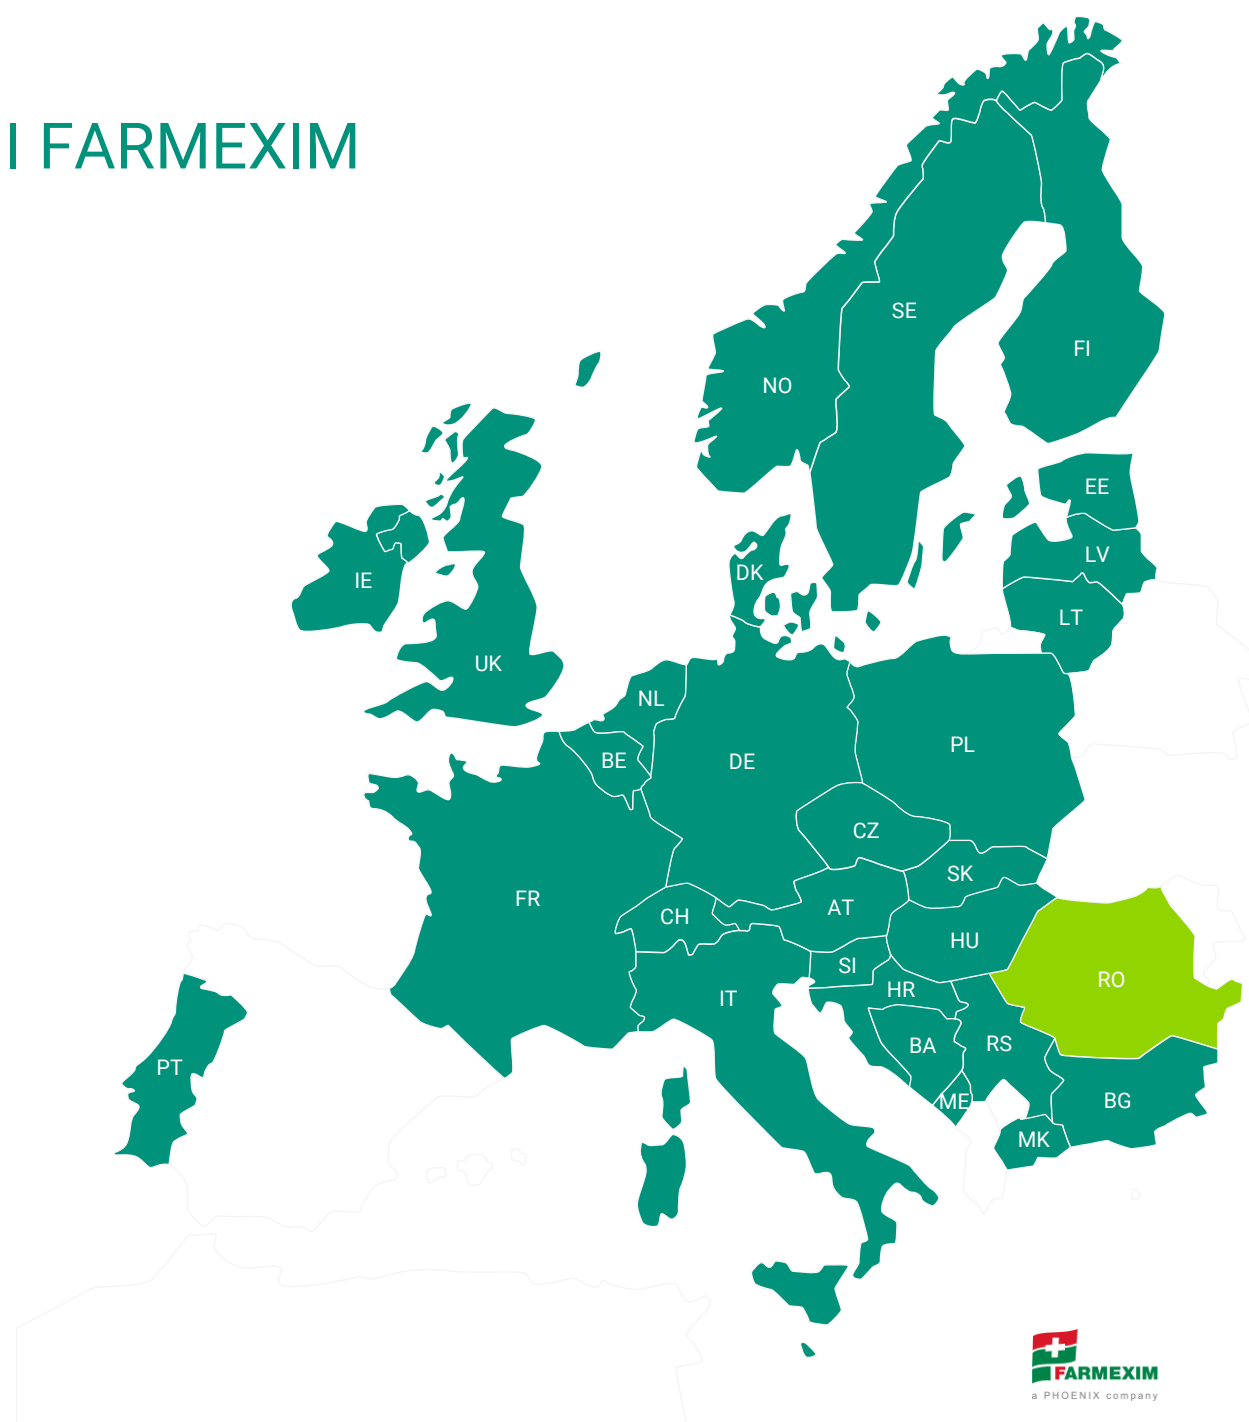 I FARMEXIM
SE
FI
NO
EE
LV
DK
IE
LT
UK
NL
PL
BE
DE
CZ
SK
FR
AT
CH
HU
SI
RO
HR
IT
BA
RS
PT
ME
BG
MK
FARMEXIM
a PHOENIX company